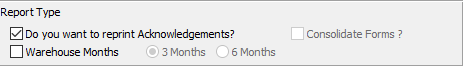 Report Type
Do you want to reprint Acknowledgements? Consolidate Forms ?
Warehouse Months 3 Months 6 Months